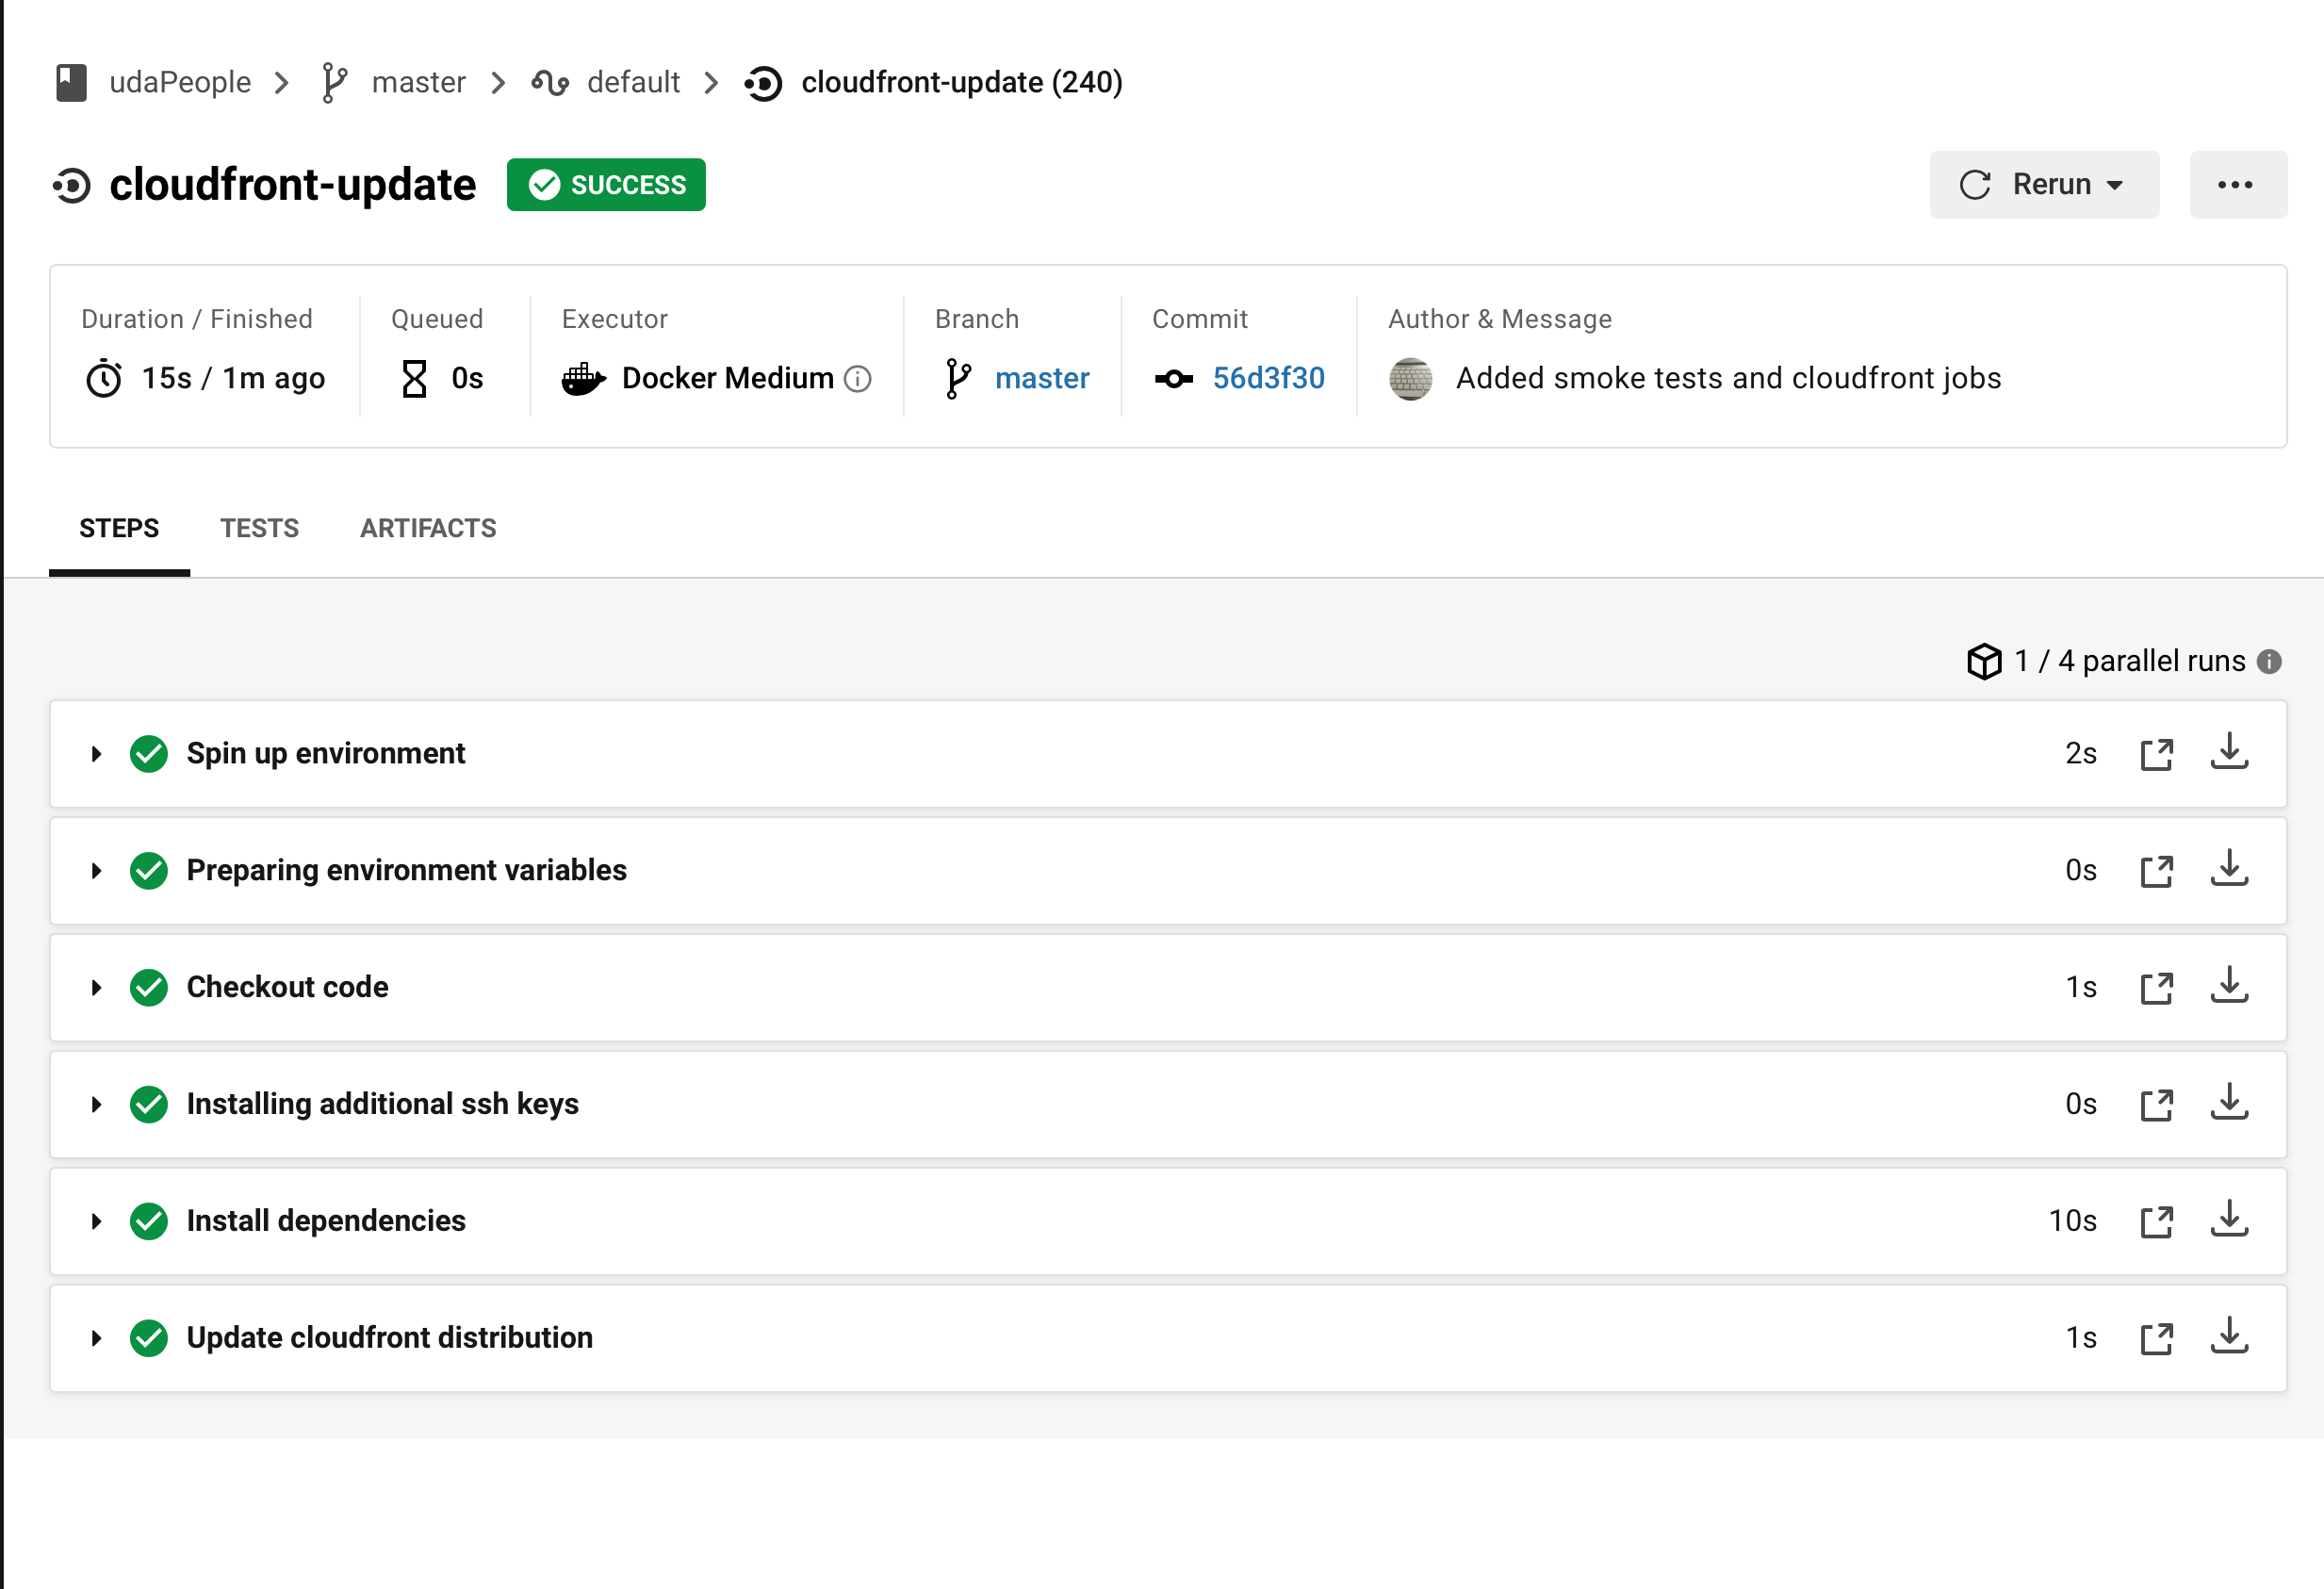 udaPeople > master > default > cloudfront-update (240)
cloudfront-update SUCCESS Rerun
Duration / Finished Queued Executor Branch Commit Author & Message
15s / 1m ago 0s Docker Medium master 56d3f30 Added smoke tests and cloudfront jobs
STEPS TESTS ARTIFACTS
1 / 4 parallel runs
Spin up environment 2s
Preparing environment variables 0s
Checkout code 1s
Installing additional ssh keys 0s
Install dependencies 10s
Update cloudfront distribution 1s